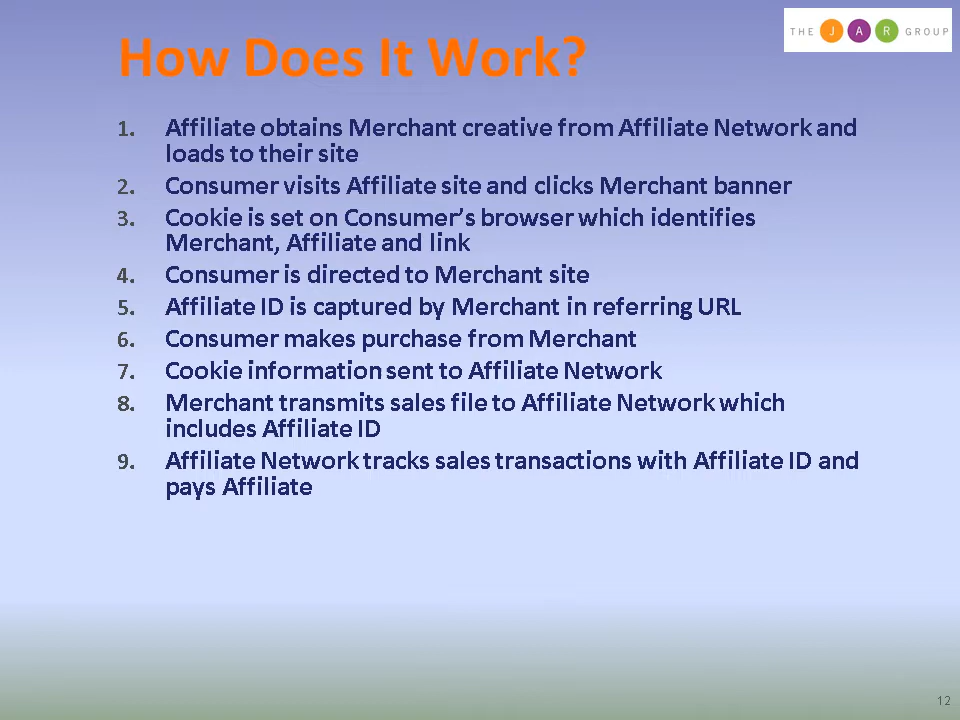 THE JAR GROUP
How Does It Work?
1. Affiliate obtains Merchant creative from Affiliate Network and
loads to their site
2. Consumer visits Affiliate site and clicks Merchant banner
3. Cookie is set on Consumer’s browser which identifies
Merchant, Affiliate and link
4. Consumer is directed to Merchant site
5. Affiliate ID is captured by Merchant in referring URL
6. Consumer makes purchase from Merchant
7. Cookie information sent to Affiliate Network
8. Merchant transmits sales file to Affiliate Network which
includes Affiliate ID
9. Affiliate Network tracks sales transactions with Affiliate ID and
pays Affiliate
12